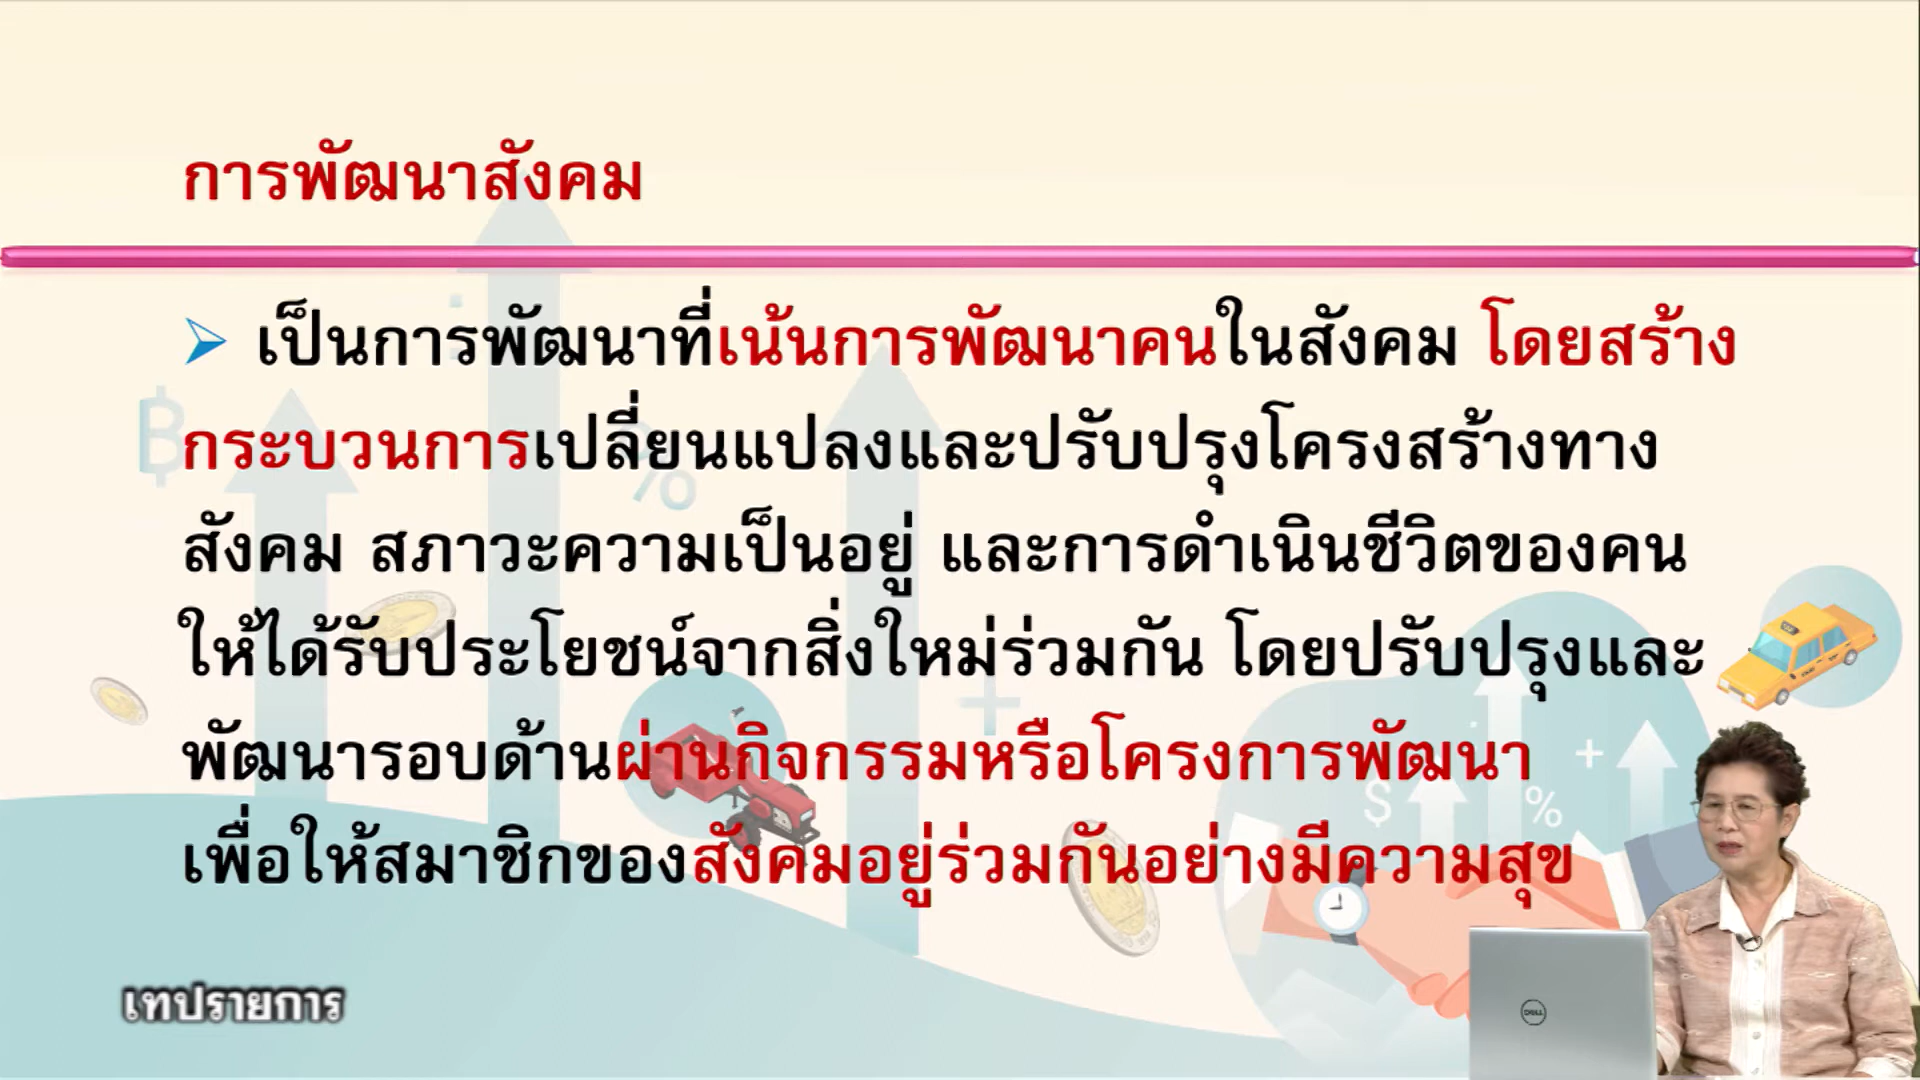 การพัฒนาสังคม
เป็นการพัฒนาที่เน้นการพัฒนาคนในสังคม โดยสร้าง
กระบวนการเปลี่ยนแปลงและปรับปรุงโครงสร้างทาง
สังคม สภาวะความเป็นอยู่ และการดำเนินชีวิตของคน
ให้ได้รับประโยชน์จากสิ่งใหม่ร่วมกัน โดยปรับปรุงและ
พัฒนารอบด้านผ่านกิจกรรมหรือโครงการพัฒนา
เพื่อให้สมาชิกของสังคมอยู่ร่วมกันอย่างมีความสุข
เทปรายการ
DELL